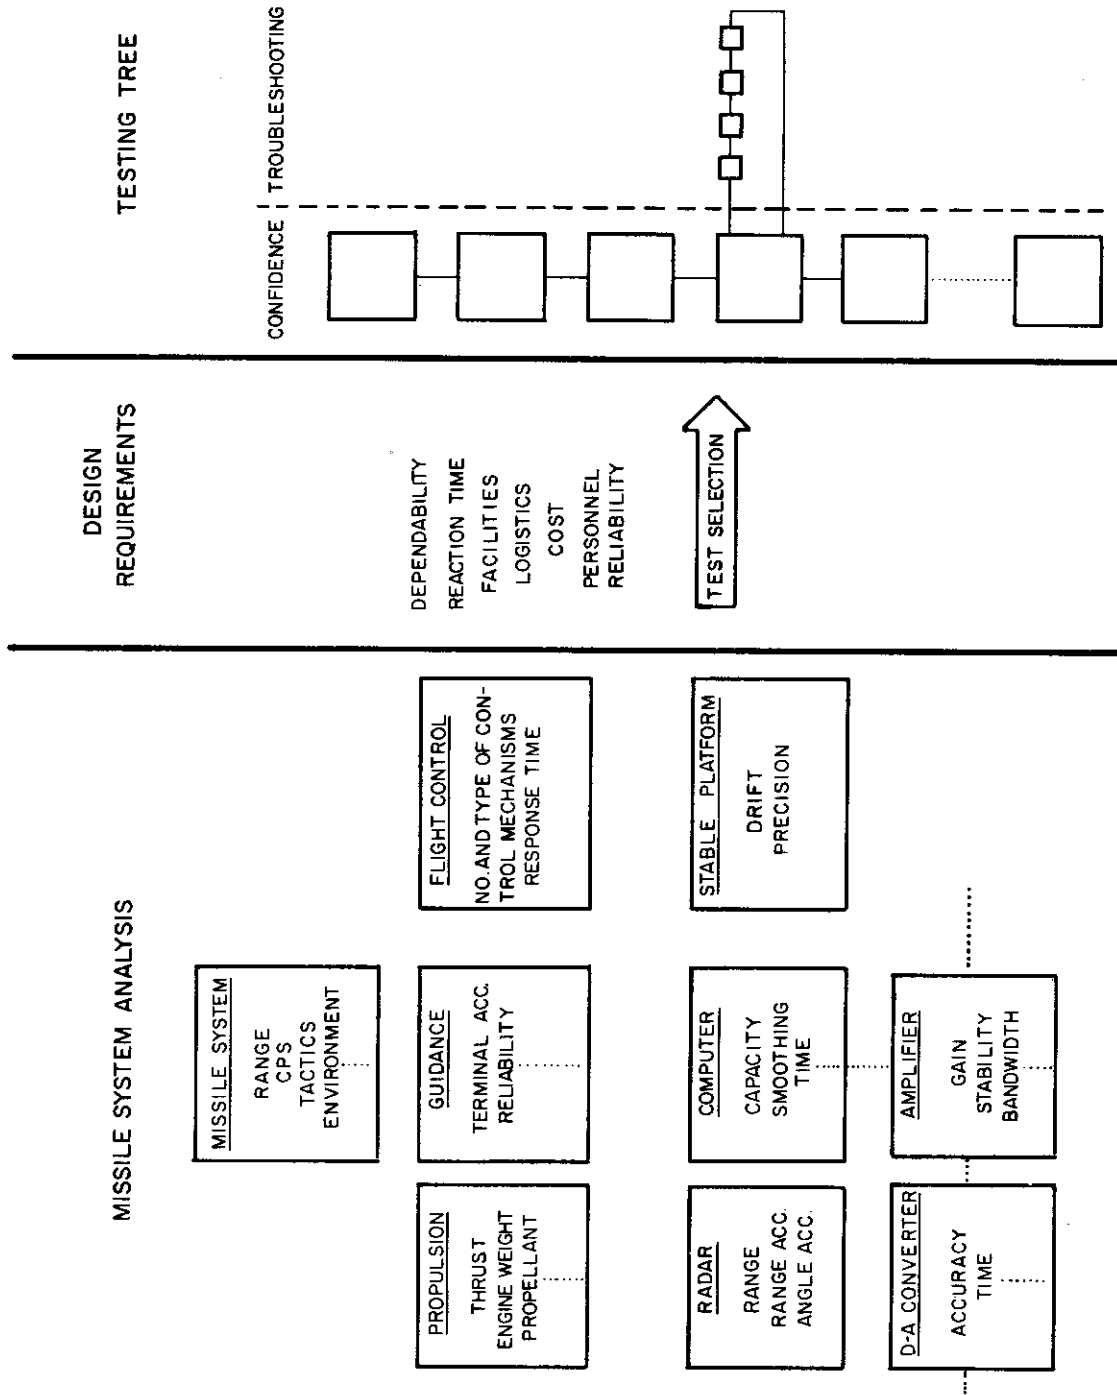 MISSILE SYSTEM ANALYSIS
MISSILE SYSTEM
RANGE
CPS
TACTICS
ENVIRONMENT
PROPULSION
THRUST
ENGINE WEIGHT
PROPELLANT
GUIDANCE
TERMINAL ACC.
RELIABILITY
FLIGHT CONTROL
NO. AND TYPE OF CON-
TROL MECHANISMS
RESPONSE TIME
RADAR
RANGE
RANGE ACC.
ANGLE ACC.
COMPUTER
CAPACITY
SMOOTHING
TIME
STABLE PLATFORM
DRIFT
PRECISION
D-A CONVERTER
ACCURACY
TIME
AMPLIFIER
GAIN
STABILITY
BANDWIDTH
DESIGN
REQUIREMENTS
DEPENDABILITY
REACTION TIME
FACILITIES
LOGISTICS
COST
PERSONNEL
RELIABILITY
TEST SELECTION
TESTING TREE
CONFIDENCE
TROUBLESHOOTING